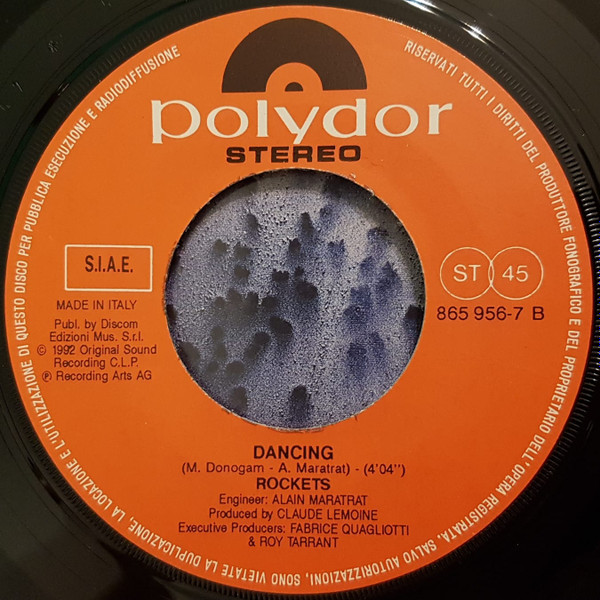 RISERVATI TUTTI I DIRITTI DEL PRODUTTORE FONOGRAFICO E DEL PROPRIETARIO DELL'OPERA REGISTRATA. SALVO AUTORIZZAZIONI, SONO VIETATE LA DUPLICAZIONE, LA LOCAZIONE E L'UTILIZZAZIONE DI QUESTO DISCO PER PUBBLICA ESECUZIONE E RADIODIFFUSIONE
polydor
STEREO
S.I.A.E.
MADE IN ITALY
Publ. by Discom
Edizioni Mus. S.r.l.
© 1992 Original Sound
Recording C.L.P.
℗ Recording Arts AG
ST 45
865 956-7 B
DANCING
(M. Donogam - A. Maratrat) - (4'04")
ROCKETS
Engineer: ALAIN MARATRAT
Produced by CLAUDE LEMOINE
Executive Producers: FABRICE QUAGLIOTTI
& ROY TARRANT